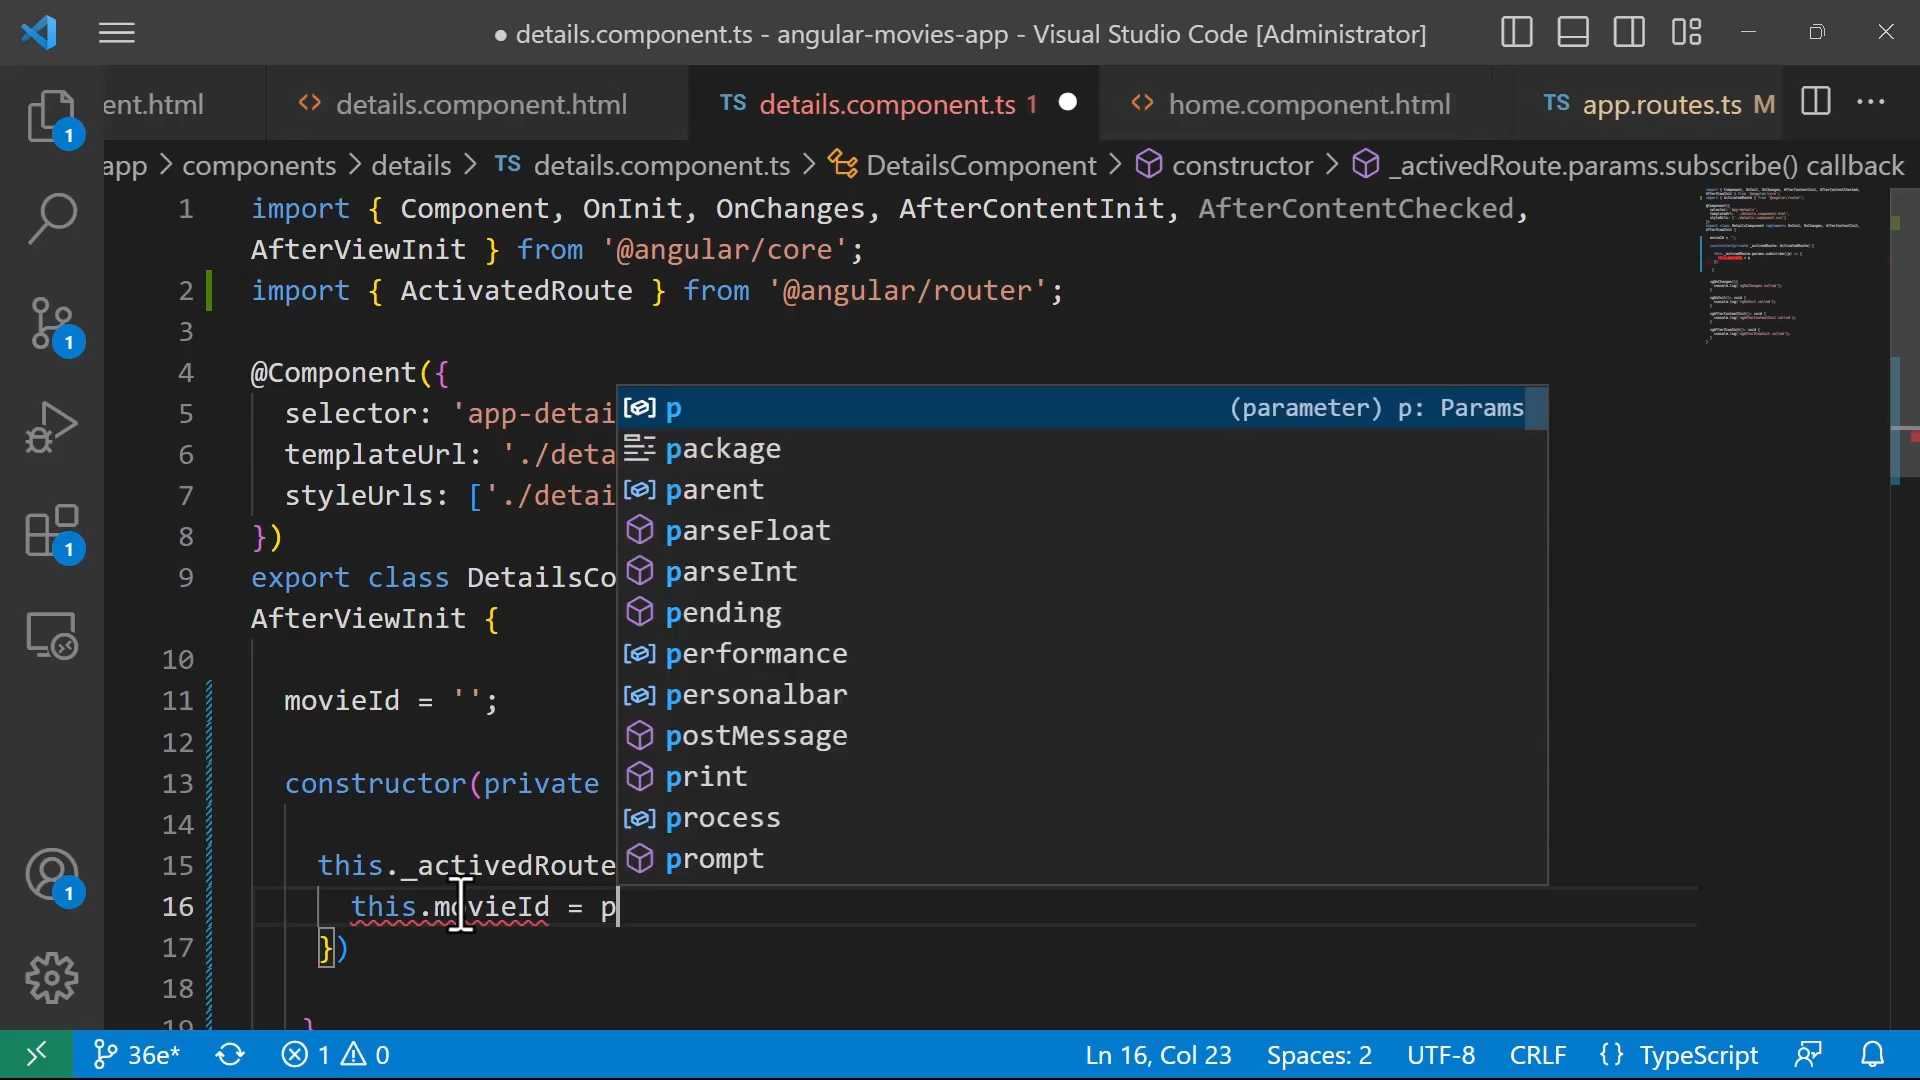 ● details.component.ts - angular-movies-app - Visual Studio Code [Administrator]
ent.html <> details.component.html TS details.component.ts 1 ● <> home.component.html TS app.routes.ts M ...
app > components > details > TS details.component.ts > DetailsComponent > constructor > _activedRoute.params.subscribe() callback
1 import { Component, OnInit, OnChanges, AfterContentInit, AfterContentChecked,
AfterViewInit } from '@angular/core';
2 import { ActivatedRoute } from '@angular/router';
3
4 @Component({
5 selector: 'app-detai
6 templateUrl: './deta
7 styleUrls: ['./detai
8 })
9 export class DetailsCo
AfterViewInit {
10
11 movieId = '';
12
13 constructor(private
14
15 this._activedRoute
16 this.movieId = p
17 })
18
19 }
p (parameter) p: Params
package
parent
parseFloat
parseInt
pending
performance
personalbar
postMessage
print
process
prompt
1
1
1
1
36e* 1 0 Ln 16, Col 23 Spaces: 2 UTF-8 CRLF {} TypeScript